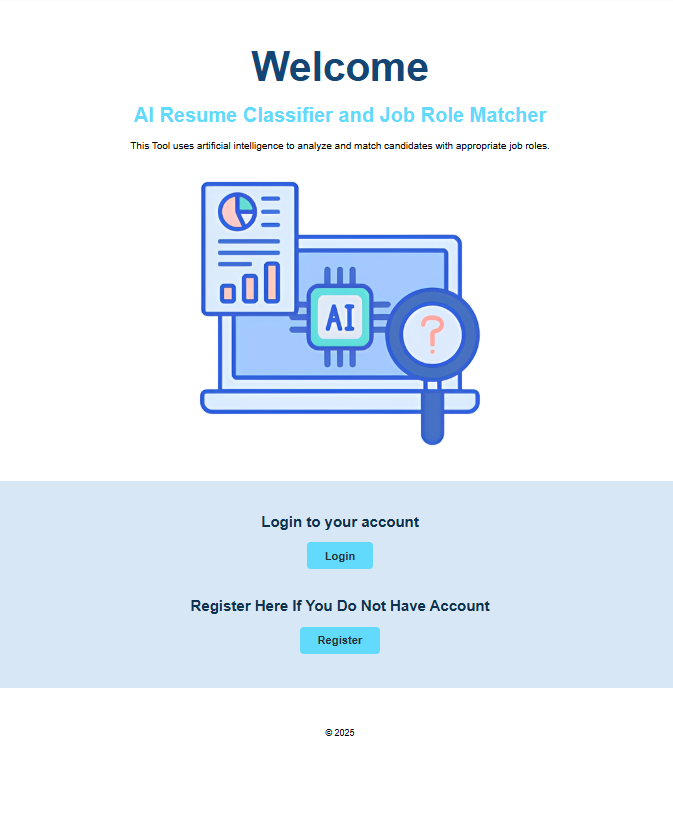 Welcome
AI Resume Classifier and Job Role Matcher
This Tool uses artificial intelligence to analyze and match candidates with appropriate job roles.
AI
?
Login to your account
Login
Register Here If You Do Not Have Account
Register
© 2025